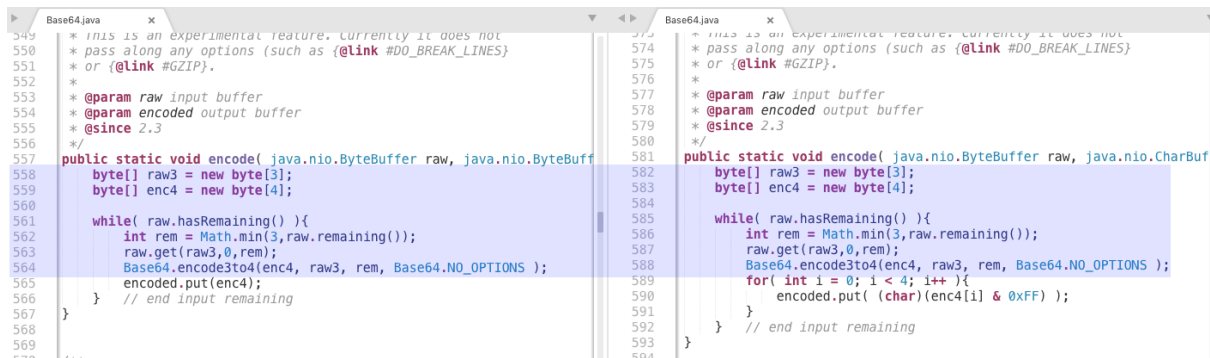 Base64.java ×
549 * This is an experimental feature. Currently it does not
550 * pass along any options (such as {@link #DO_BREAK_LINES}
551 * or {@link #GZIP}.
552 *
553 * @param raw input buffer
554 * @param encoded output buffer
555 * @since 2.3
556 */
557 public static void encode( java.nio.ByteBuffer raw, java.nio.ByteBuff
558 byte[] raw3 = new byte[3];
559 byte[] enc4 = new byte[4];
560
561 while( raw.hasRemaining() ){
562 int rem = Math.min(3,raw.remaining());
563 raw.get(raw3,0,rem);
564 Base64.encode3to4(enc4, raw3, rem, Base64.NO_OPTIONS );
565 encoded.put(enc4);
566 } // end input remaining
567 }
568
569
Base64.java ×
573 * This is an experimental feature. Currently it does not
574 * pass along any options (such as {@link #DO_BREAK_LINES}
575 * or {@link #GZIP}.
576 *
577 * @param raw input buffer
578 * @param encoded output buffer
579 * @since 2.3
580 */
581 public static void encode( java.nio.ByteBuffer raw, java.nio.CharBuf
582 byte[] raw3 = new byte[3];
583 byte[] enc4 = new byte[4];
584
585 while( raw.hasRemaining() ){
586 int rem = Math.min(3,raw.remaining());
587 raw.get(raw3,0,rem);
588 Base64.encode3to4(enc4, raw3, rem, Base64.NO_OPTIONS );
589 for( int i = 0; i < 4; i++ ){
590 encoded.put( (char)(enc4[i] & 0xFF) );
591 }
592 } // end input remaining
593 }